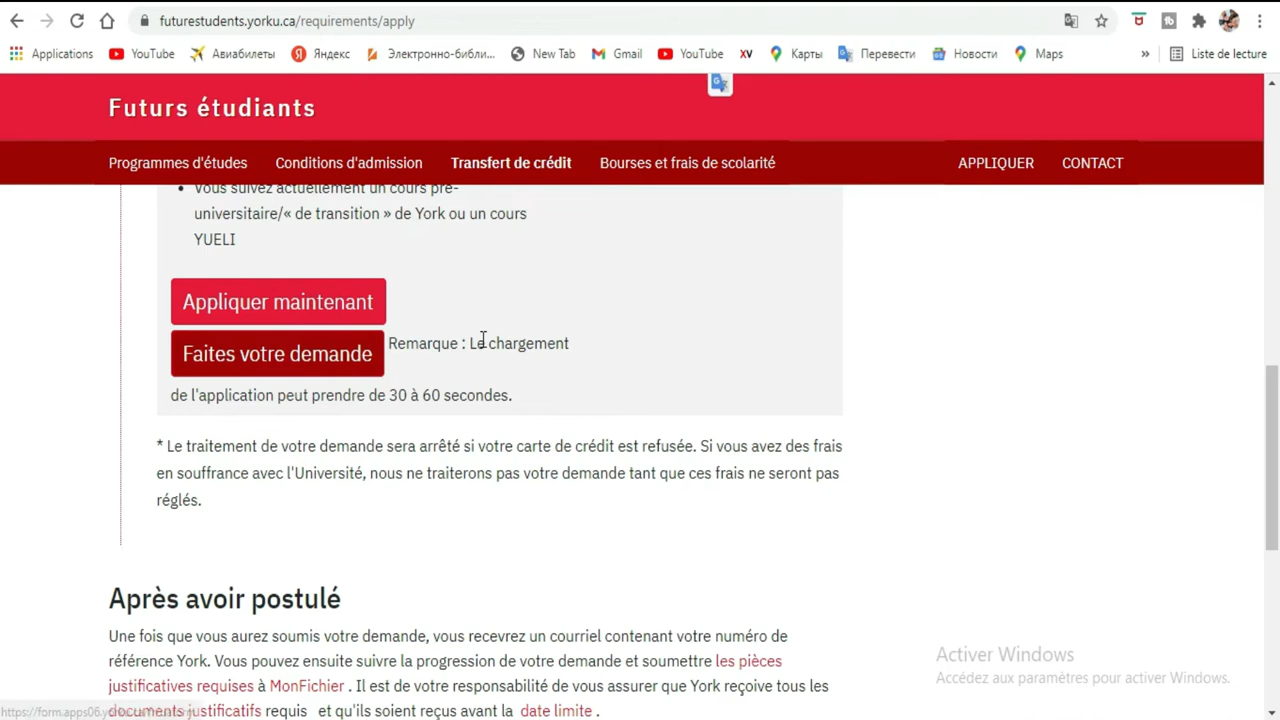 futurestudents.yorku.ca/requirements/apply
Applications YouTube Авиабилеты Яндекс Электронно-библи... New Tab Gmail YouTube XV Карты Перевести Новости Maps » Liste de lecture
Futurs étudiants
Programmes d'études Conditions d'admission Transfert de crédit Bourses et frais de scolarité APPLIQUER CONTACT
• Vous suivez actuellement un cours pré-
universitaire/« de transition » de York ou un cours
YUELI
Appliquer maintenant
Faites votre demande Remarque : Le chargement
de l'application peut prendre de 30 à 60 secondes.
* Le traitement de votre demande sera arrêté si votre carte de crédit est refusée. Si vous avez des frais
en souffrance avec l'Université, nous ne traiterons pas votre demande tant que ces frais ne seront pas
réglés.
Après avoir postulé
Une fois que vous aurez soumis votre demande, vous recevrez un courriel contenant votre numéro de
référence York. Vous pouvez ensuite suivre la progression de votre demande et soumettre les pièces
justificatives requises à MonFichier . Il est de votre responsabilité de vous assurer que York reçoive tous les
documents justificatifs requis et qu'ils soient reçus avant la date limite .
Activer Windows
Accédez aux paramètres pour activer Windows.